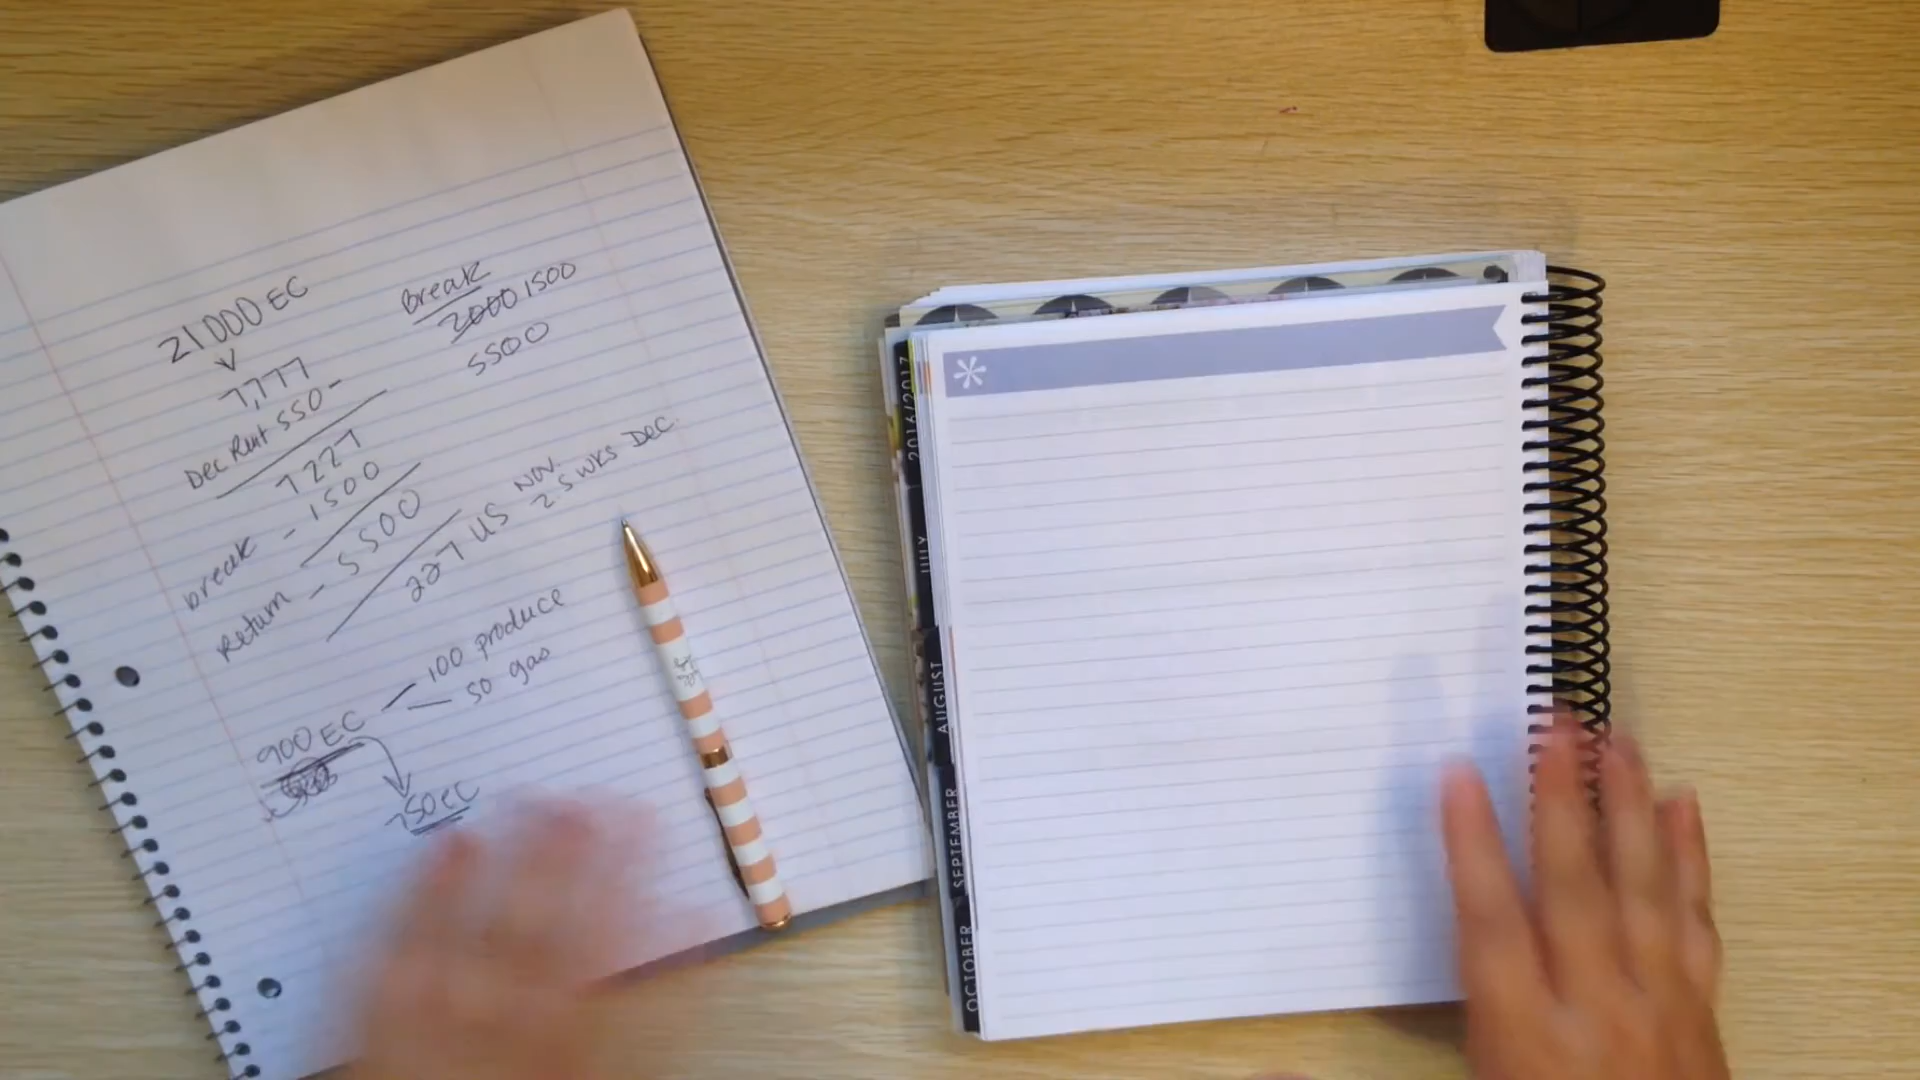 21000 EC
7,777
Dec Rent 550 -
7227
break - 1500
Return - 5500
227 US
Nov.
2.5 wks Dec.
Break
2000 1500
5500
900 EC
100 produce
50 gas
750 EC
2016/2017
JULY
AUGUST
SEPTEMBER
OCTOBER